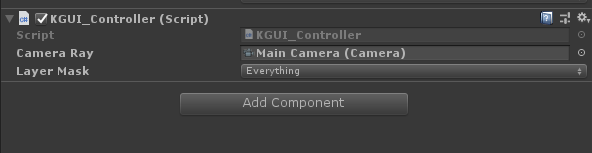 KGUI_Controller (Script)
Script KGUI_Controller
Camera Ray Main Camera (Camera)
Layer Mask Everything
Add Component